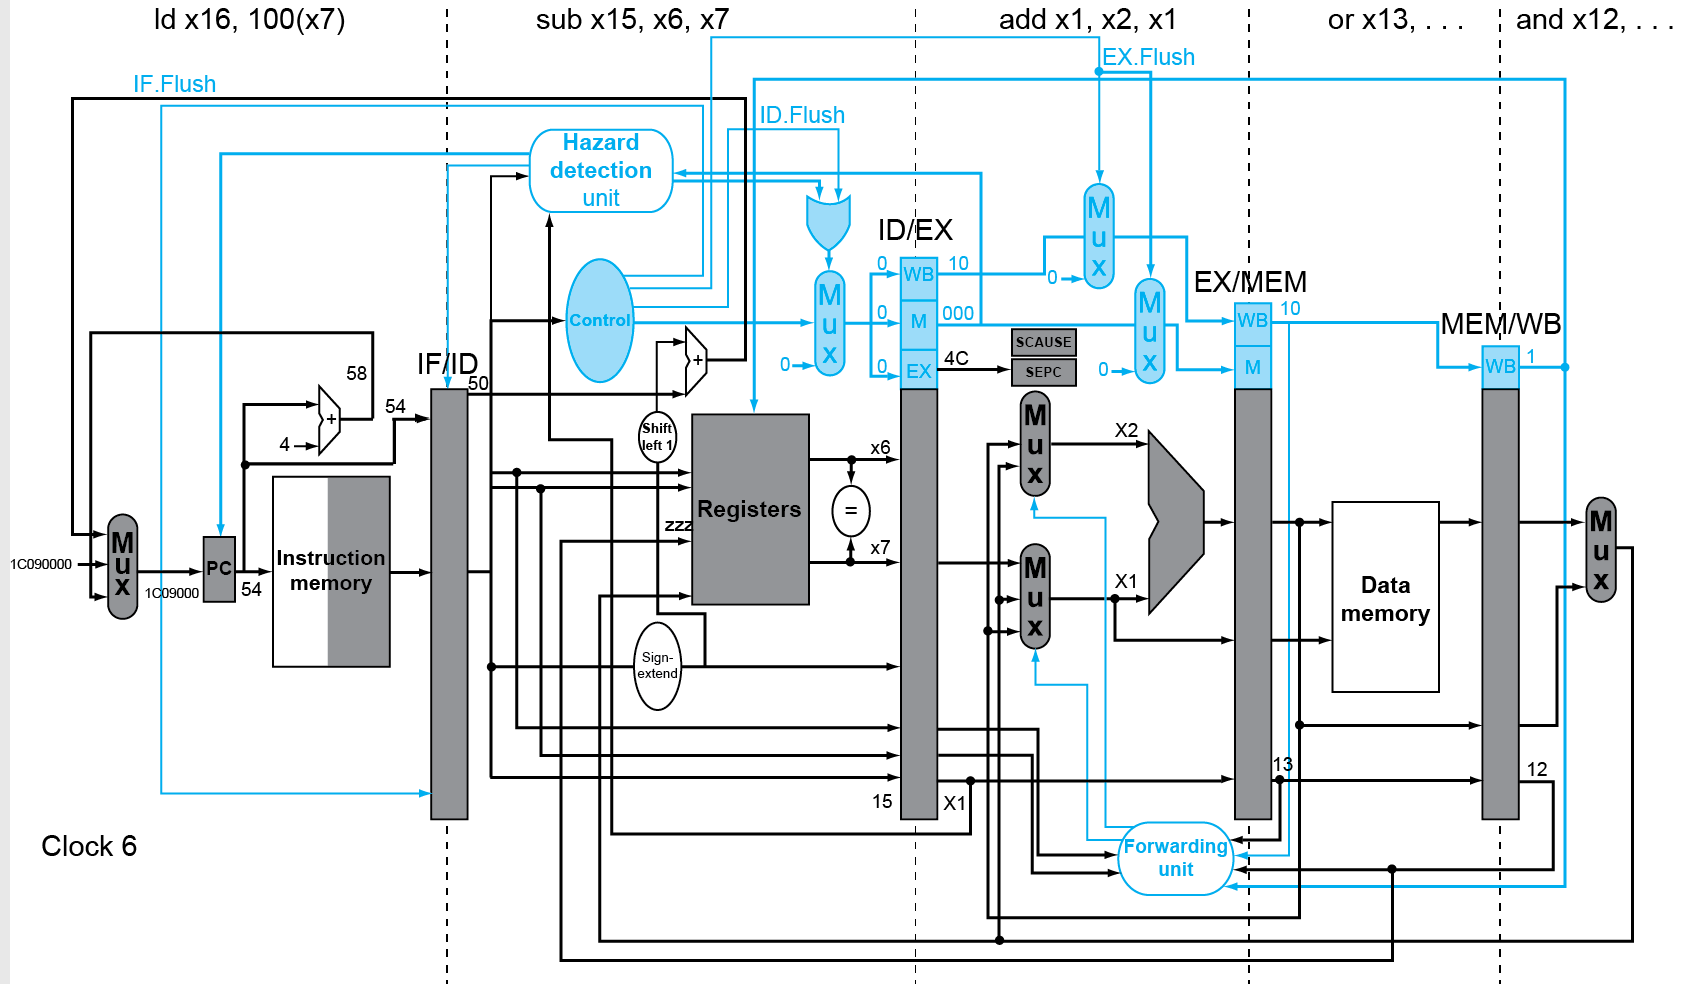 ld x16, 100(x7)
sub x15, x6, x7
add x1, x2, x1
or x13, . . .
and x12, . . .
EX.Flush
IF.Flush
ID.Flush
Hazard
detection
unit
Mux
ID/EX
0
WB
10
0
EX/MEM
Mux
Mux
0
M
000
WB
10
Control
MEM/WB
SCAUSE
1
IF/ID
+
0
0
EX
4C
SEPC
0
M
WB
58
50
54
Mux
+
4
Shift
left 1
X2
x6
Registers
=
zzz
Mux
Mux
Instruction
memory
PC
1C090000
1C09000
54
x7
Mux
X1
Data
memory
Mux
Sign-
extend
13
12
15
X1
Clock 6
Forwarding
unit